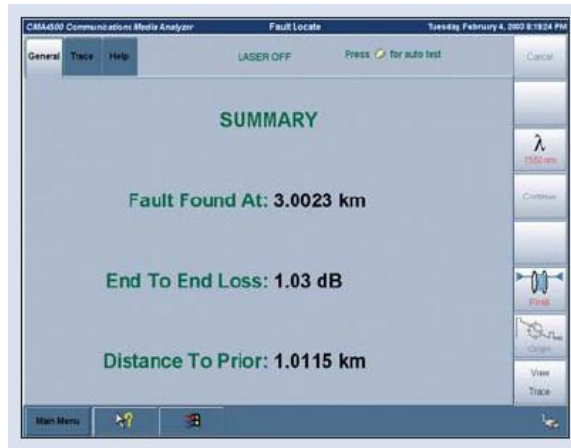 CMA4500 Communications Media Analyzer Fault Locate Tuesday, February 4, 2003 8:19:24 PM
General Trace Help LASER OFF Press for auto test Cancel
SUMMARY
λ
1550 nm
Fault Found At: 3.0023 km
Continue
End To End Loss: 1.03 dB
First
Origin
Distance To Prior: 1.0115 km
View
Trace
Main Menu